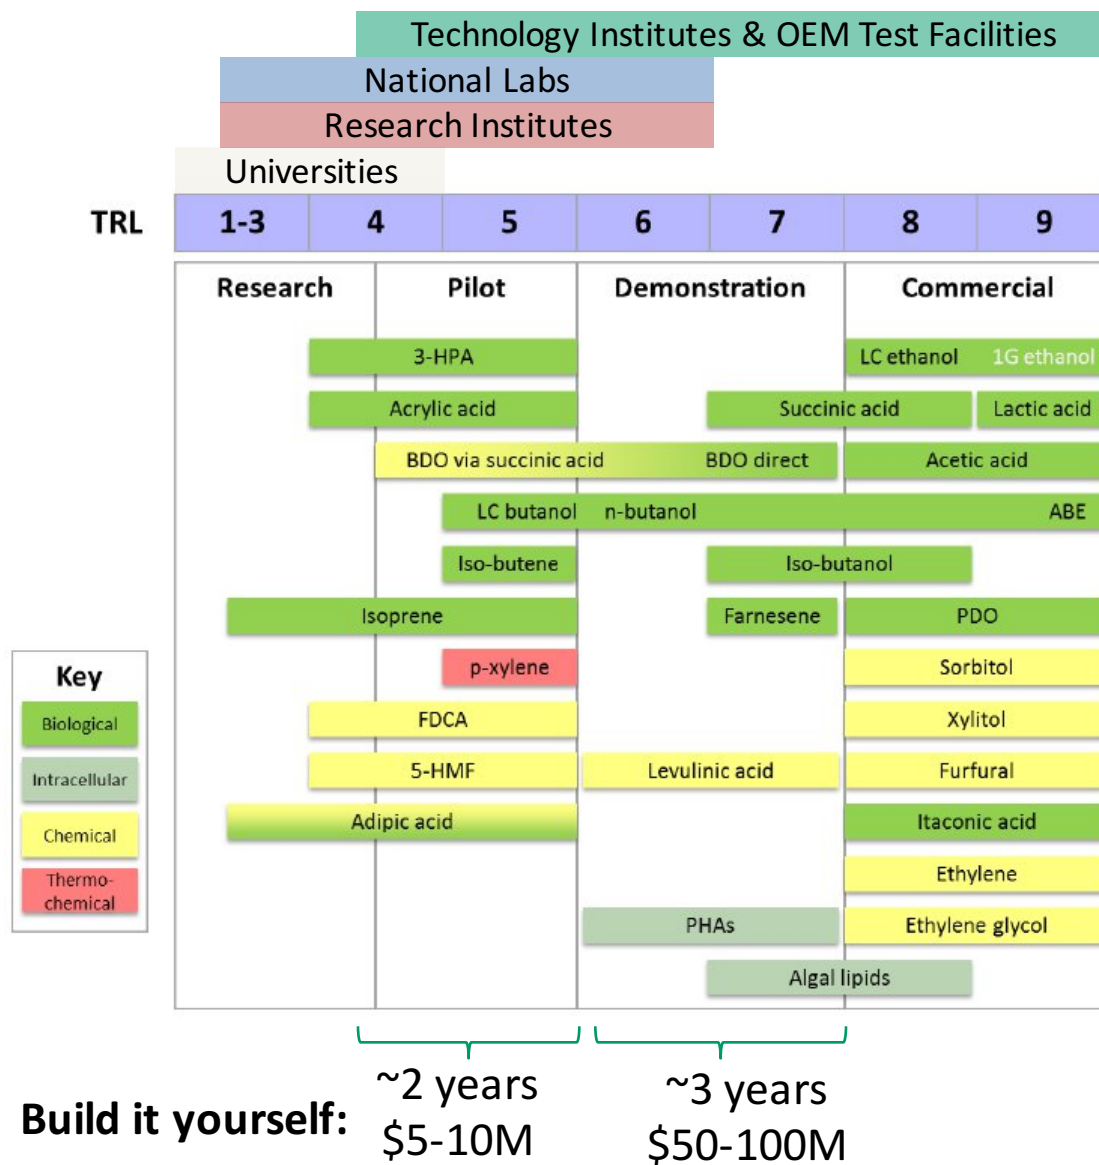 Technology Institutes & OEM Test Facilities
National Labs
Research Institutes
Universities
TRL 1-3 4 5 6 7 8 9
Research Pilot Demonstration Commercial
3-HPA LC ethanol 1G ethanol
Acrylic acid Succinic acid Lactic acid
BDO via succinic acid BDO direct Acetic acid
LC butanol n-butanol ABE
Iso-butene Iso-butanol
Isoprene Farnesene PDO
p-xylene Sorbitol
FDCA Xylitol
5-HMF Levulinic acid Furfural
Adipic acid Itaconic acid
Ethylene
PHAs Ethylene glycol
Algal lipids
Key
Biological
Intracellular
Chemical
Thermo-
chemical
Build it yourself:
~2 years
$5-10M
~3 years
$50-100M